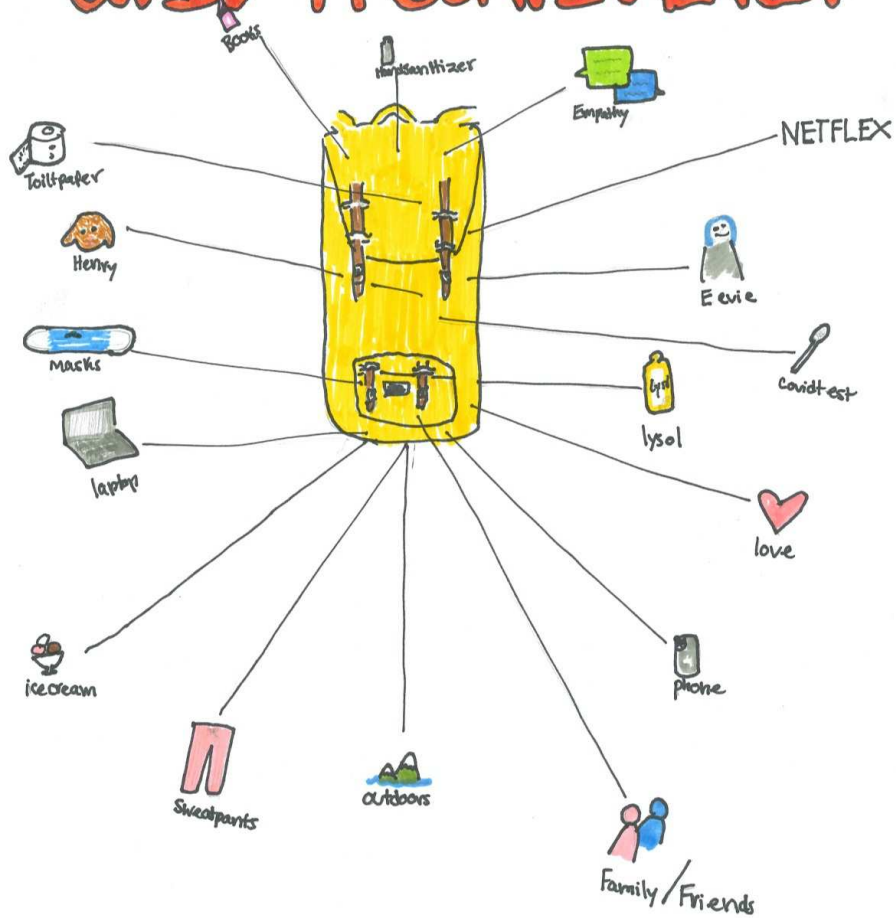 Books
Handsanitizer
Empathy
NETFLEX
Toiltpaper
Henry
Eevie
masks
Covidtest
lysol
laptop
love
icecream
phone
Sweatpants
outdoors
Family/Friends